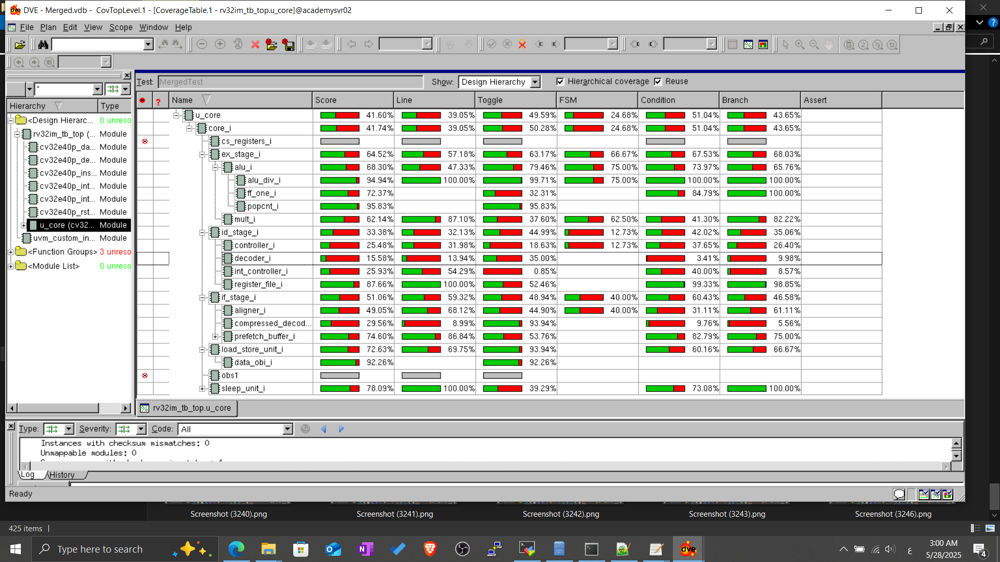 DVE - Merged.vdb - CovTopLevel.1 - [CoverageTable.1 - rv32im_tb_top.u_core]@academysvr02
File Plan Edit View Scope Window Help
Test: MergedTest Show: Design Hierarchy Hierarchical coverage Reuse
*
Hierarchy Type
<Design Hierarc... 0 unreso
rv32im_tb_top (... Module
cv32e40p_da... Module
cv32e40p_de... Module
cv32e40p_ins... Module
cv32e40p_int... Module
cv32e40p_int... Module
cv32e40p_rst... Module
u_core (cv32... Module
uvm_custom_in... Module
<Function Groups> 3 unreso
<Module List> 0 unreso
? Name Score Line Toggle FSM Condition Branch Assert
u_core 41.60% 39.05% 49.59% 24.68% 51.04% 43.65%
core_i 41.74% 39.05% 50.28% 24.68% 51.04% 43.65%
cs_registers_i
ex_stage_i 64.52% 57.18% 63.17% 66.67% 67.53% 68.03%
alu_i 68.30% 47.33% 79.46% 75.00% 73.97% 65.76%
alu_div_i 94.94% 100.00% 99.71% 75.00% 100.00% 100.00%
ff_one_i 72.37% 32.31% 84.79% 100.00%
popcnt_i 95.83% 95.83%
mult_i 62.14% 87.10% 37.60% 62.50% 41.30% 82.22%
id_stage_i 33.38% 32.13% 44.99% 12.73% 42.02% 35.06%
controller_i 25.48% 31.98% 18.63% 12.73% 37.65% 26.40%
decoder_i 15.58% 13.94% 35.00% 3.41% 9.98%
int_controller_i 25.93% 54.29% 0.85% 40.00% 8.57%
register_file_i 87.66% 100.00% 52.46% 99.33% 98.85%
if_stage_i 51.06% 59.32% 48.94% 40.00% 60.43% 46.58%
aligner_i 49.05% 68.12% 44.90% 40.00% 31.11% 61.11%
compressed_decod... 29.56% 8.99% 93.94% 9.76% 5.56%
prefetch_buffer_i 74.60% 86.84% 53.76% 82.79% 75.00%
load_store_unit_i 72.63% 69.75% 93.94% 60.16% 66.67%
data_obi_i 92.26% 92.26%
obs1
sleep_unit_i 78.09% 100.00% 39.29% 73.08% 100.00%
rv32im_tb_top.u_core
Type: Severity: Code: All
Instances with checksum mismatches: 0
Unmappable modules: 0
Log History
Ready
Screenshot (3240).png Screenshot (3241).png Screenshot (3242).png Screenshot (3243).png Screenshot (3246).png
425 items
Type here to search
ع
3:00 AM
5/28/2025
4